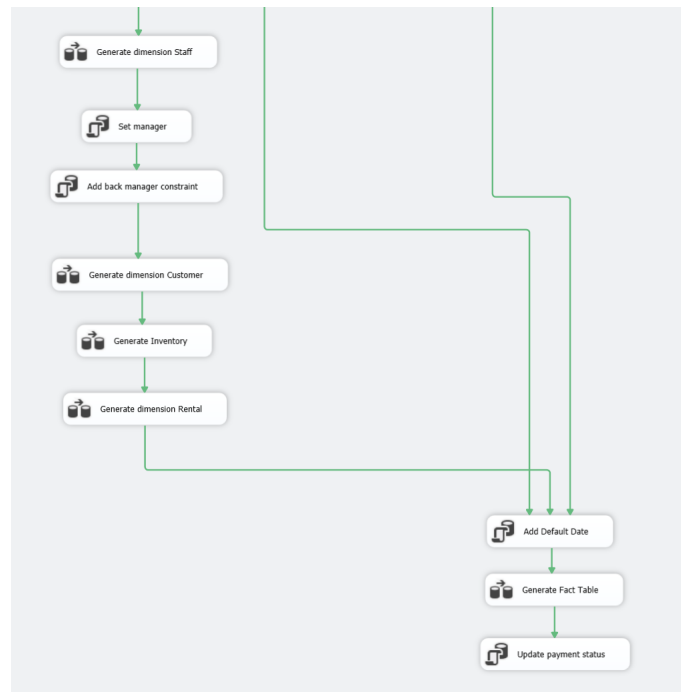 Generate dimension Staff
Set manager
Add back manager constraint
Generate dimension Customer
Generate Inventory
Generate dimension Rental
Add Default Date
Generate Fact Table
Update payment status